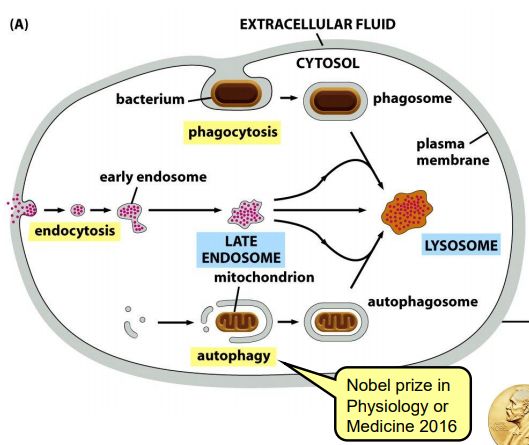 (A)
EXTRACELLULAR FLUID
CYTOSOL
bacterium
phagosome
phagocytosis
plasma
membrane
early endosome
endocytosis
LATE
ENDOSOME
LYSOSOME
mitochondrion
autophagosome
autophagy
Nobel prize in
Physiology or
Medicine 2016